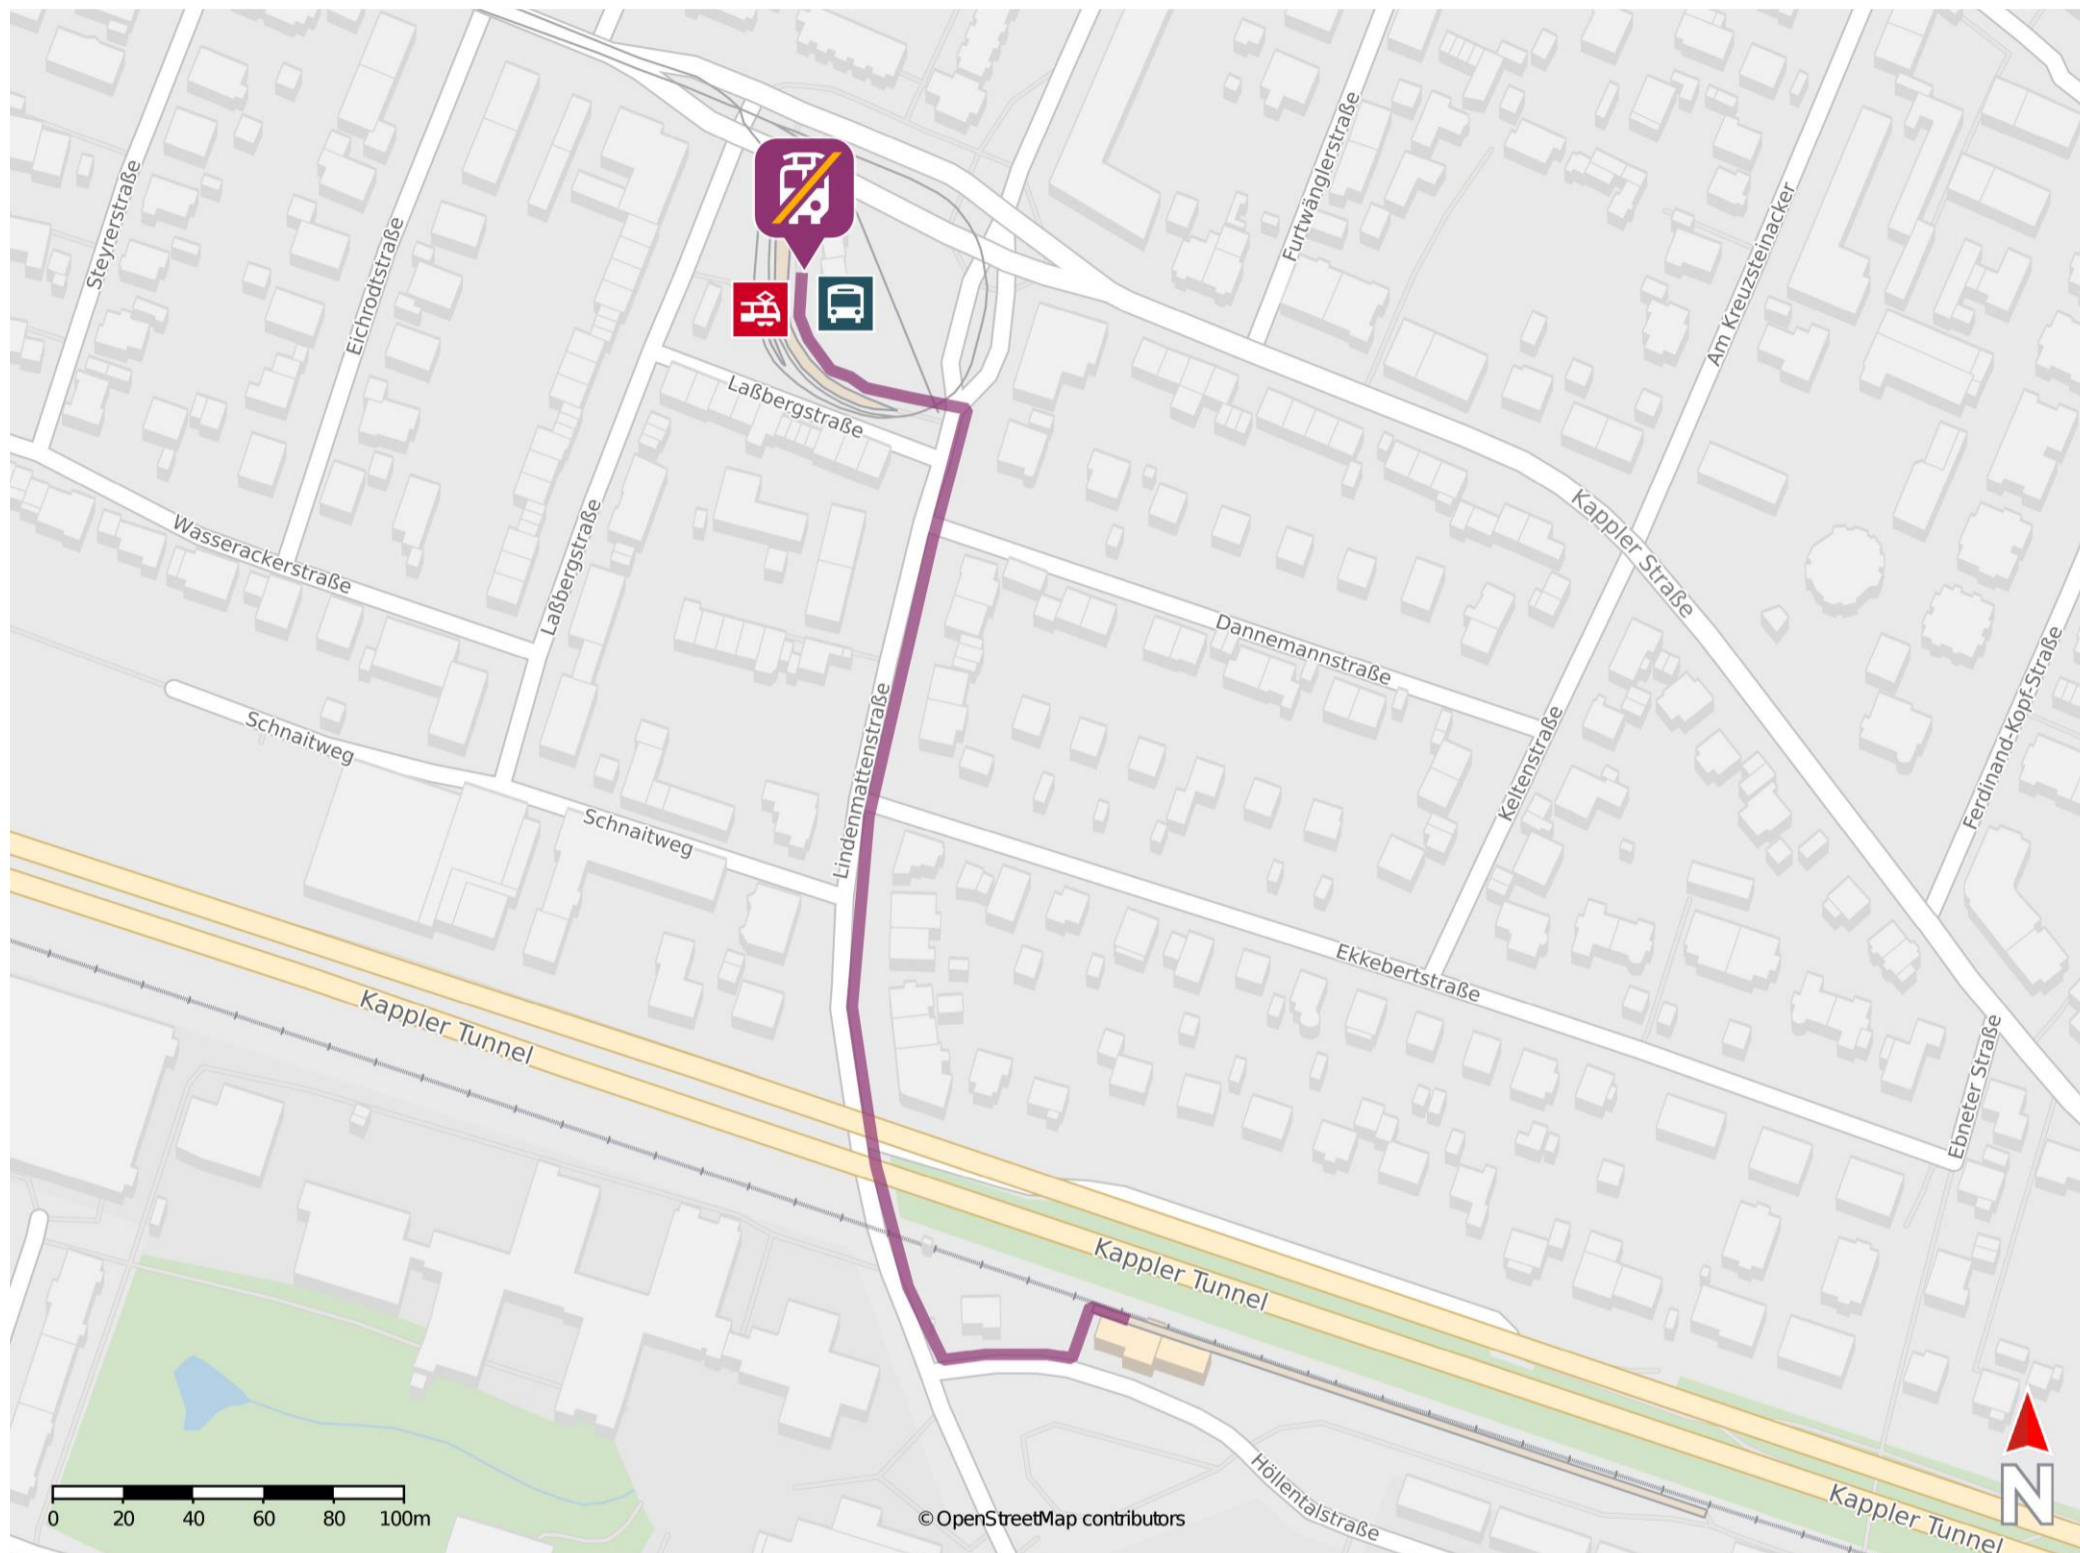 Steyrerstraße
Eichrodtstraße
Furtwänglerstraße
Am Kreuzsteinacker
Laßbergstraße
Wasserackerstraße
Laßbergstraße
Kappler Straße
Dannemannstraße
Schnaitweg
Schnaitweg
Lindenmattenstraße
Keltenstraße
Ferdinand-Kopf-Straße
Ekkebertstraße
Kappler Tunnel
Ebneter Straße
Kappler Tunnel
Höllentalstraße
Kappler Tunnel
N
0 20 40 60 80 100m
© OpenStreetMap contributors